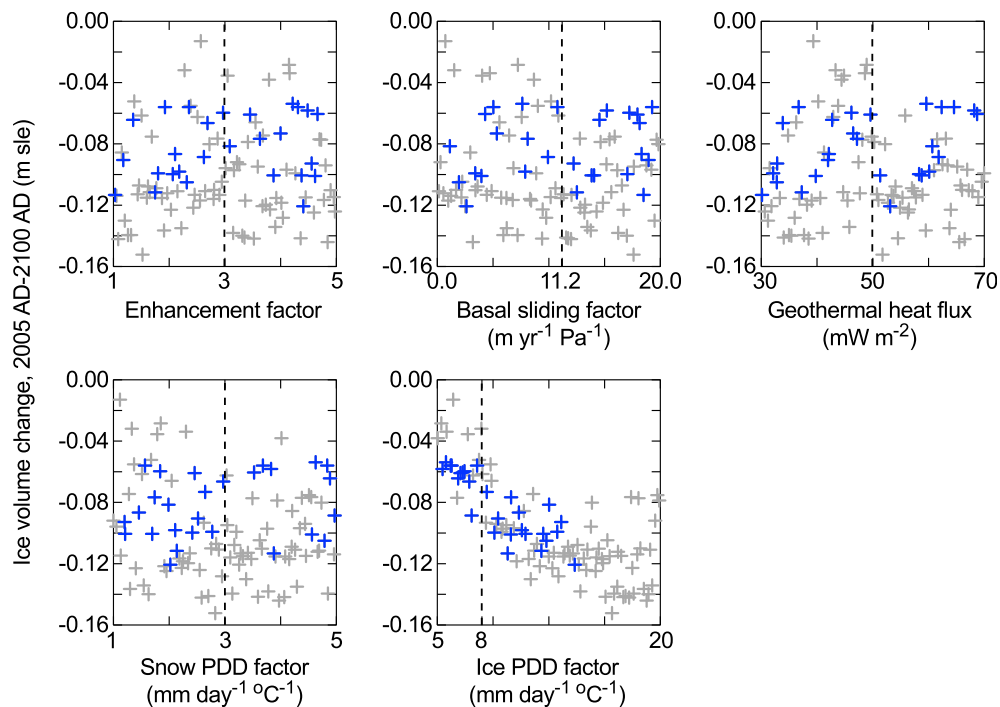 Ice volume change, 2005 AD-2100 AD (m sle)
0.00 0.00 0.00
-0.04 -0.04 -0.04
-0.08 -0.08 -0.08
-0.12 -0.12 -0.12
-0.16 -0.16 -0.16
1 3 5 0.0 11.2 20.0 30 50 70
Enhancement factor Basal sliding factor Geothermal heat flux
(m yr⁻¹ Pa⁻¹) (mW m⁻²)
0.00 0.00
-0.04 -0.04
-0.08 -0.08
-0.12 -0.12
-0.16 -0.16
1 3 5 5 8 20
Snow PDD factor Ice PDD factor
(mm day⁻¹ ºC⁻¹) (mm day⁻¹ ºC⁻¹)